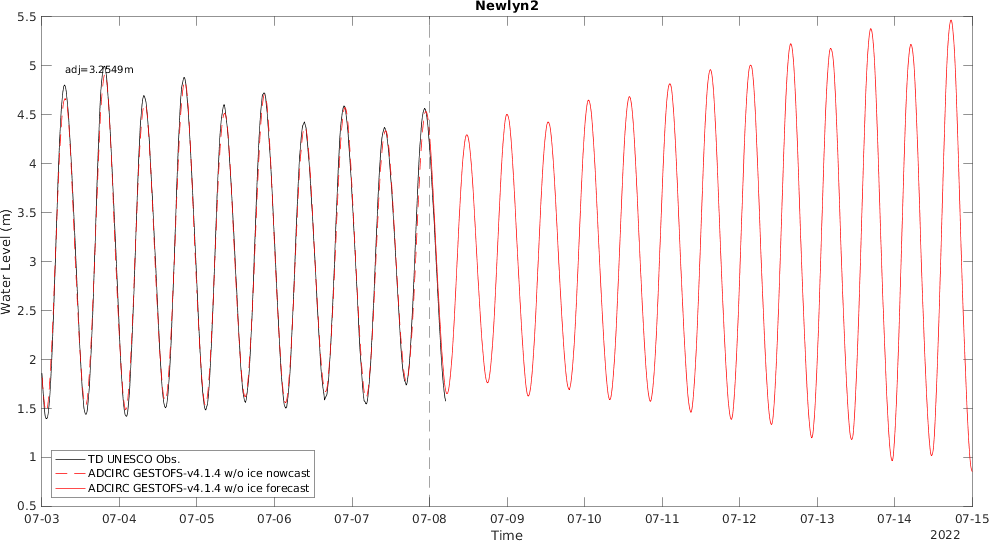 Newlyn2
adj=3.2549m
Water Level (m)
5.5
5
4.5
4
3.5
3
2.5
2
1.5
1
0.5
TD UNESCO Obs.
ADCIRC GESTOFS-v4.1.4 w/o ice nowcast
ADCIRC GESTOFS-v4.1.4 w/o ice forecast
07-03 07-04 07-05 07-06 07-07 07-08 07-09 07-10 07-11 07-12 07-13 07-14 07-15
Time
2022